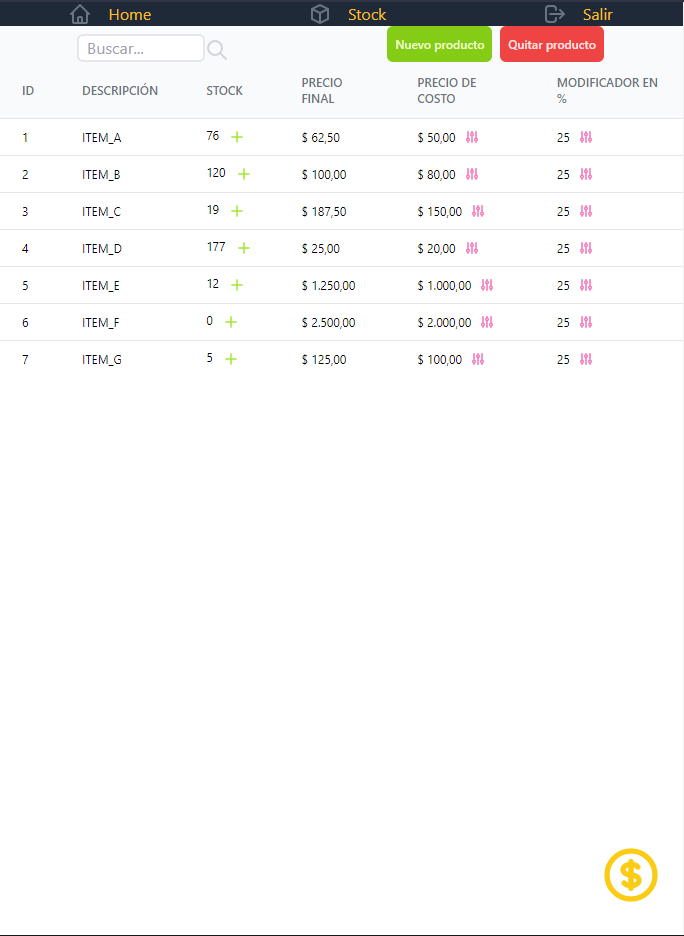 Home Stock Salir
Buscar... Nuevo producto Quitar producto
ID DESCRIPCIÓN STOCK PRECIO FINAL PRECIO DE COSTO MODIFICADOR EN %
1 ITEM_A 76 + $ 62,50 $ 50,00 25
2 ITEM_B 120 + $ 100,00 $ 80,00 25
3 ITEM_C 19 + $ 187,50 $ 150,00 25
4 ITEM_D 177 + $ 25,00 $ 20,00 25
5 ITEM_E 12 + $ 1.250,00 $ 1.000,00 25
6 ITEM_F 0 + $ 2.500,00 $ 2.000,00 25
7 ITEM_G 5 + $ 125,00 $ 100,00 25
$